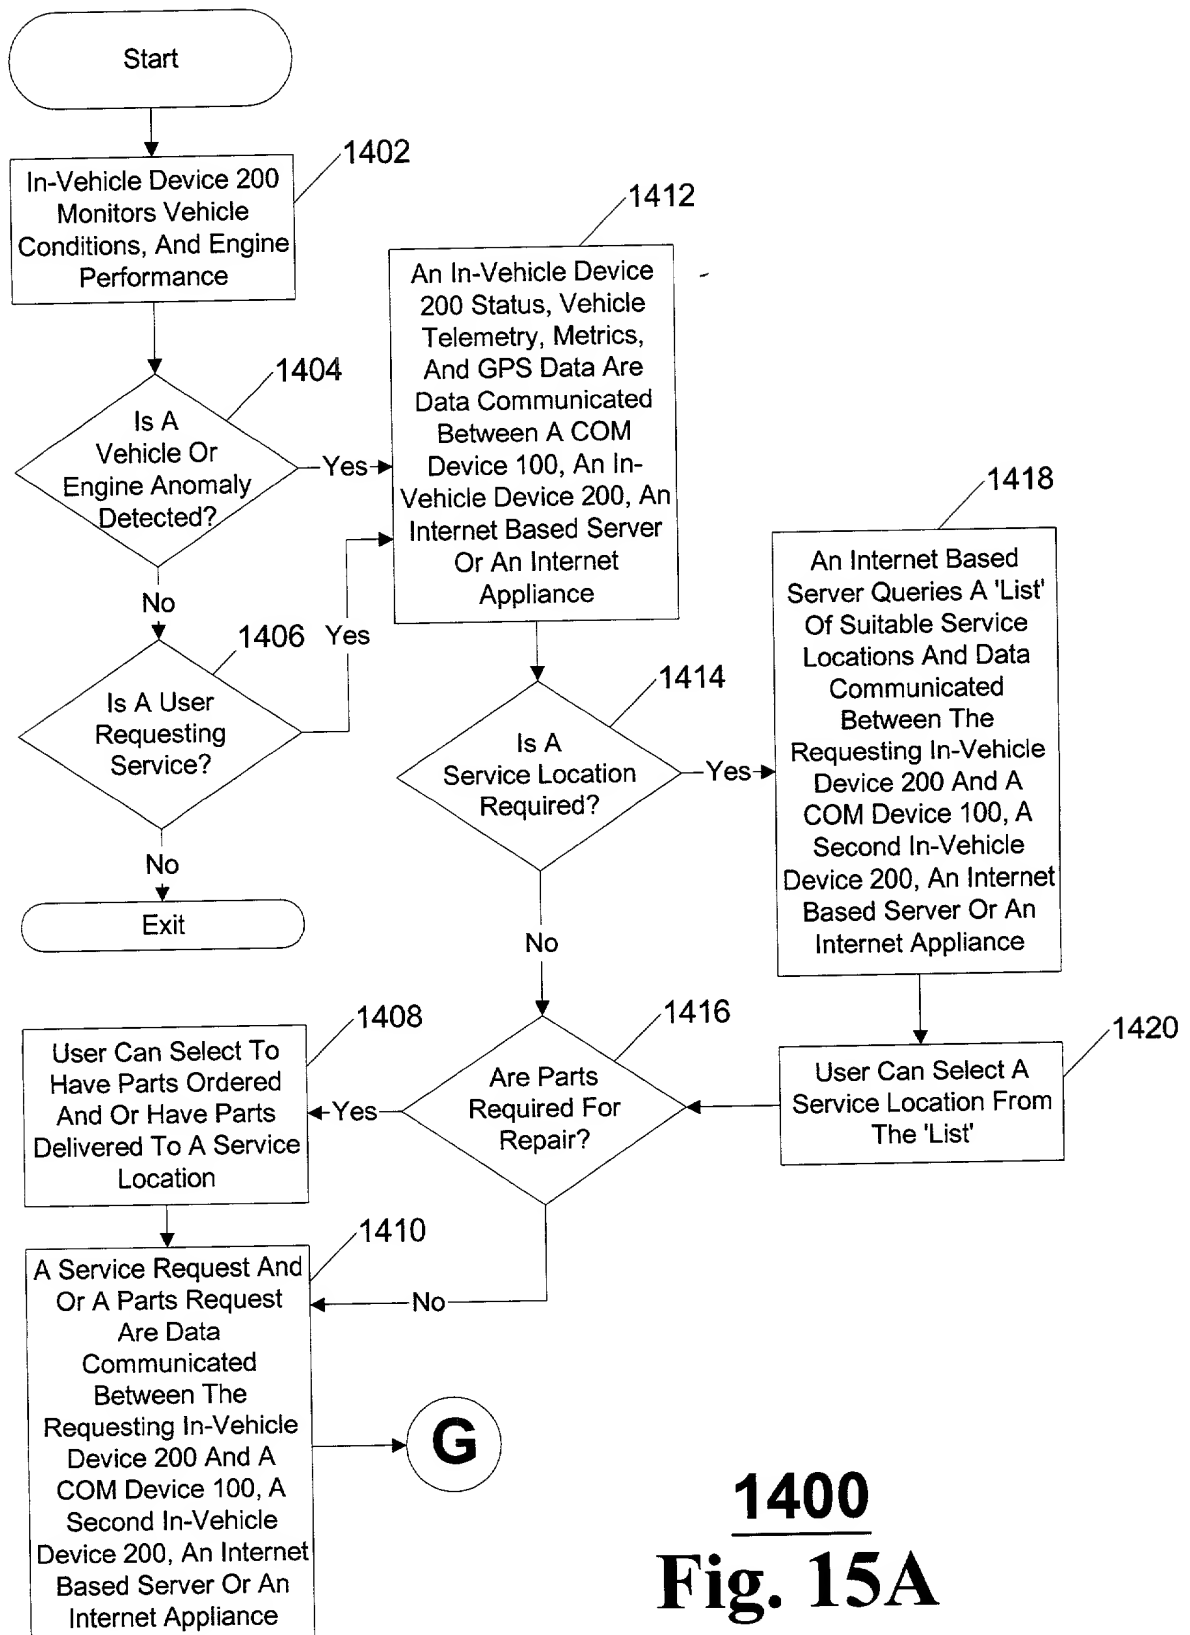 Start
1402
In-Vehicle Device 200
Monitors Vehicle
Conditions, And Engine
Performance
1404
Is A
Vehicle Or
Engine Anomaly
Detected?
Yes
No
1406
Is A User
Requesting
Service?
Yes
No
Exit
1412
An In-Vehicle Device
200 Status, Vehicle
Telemetry, Metrics,
And GPS Data Are
Data Communicated
Between A COM
Device 100, An In-
Vehicle Device 200, An
Internet Based Server
Or An Internet
Appliance
1414
Is A
Service Location
Required?
Yes
No
1418
An Internet Based
Server Queries A 'List'
Of Suitable Service
Locations And Data
Communicated
Between The
Requesting In-Vehicle
Device 200 And A
COM Device 100, A
Second In-Vehicle
Device 200, An Internet
Based Server Or An
Internet Appliance
1420
User Can Select A
Service Location From
The 'List'
1416
Are Parts
Required For
Repair?
Yes
No
1408
User Can Select To
Have Parts Ordered
And Or Have Parts
Delivered To A Service
Location
1410
A Service Request And
Or A Parts Request
Are Data
Communicated
Between The
Requesting In-Vehicle
Device 200 And A
COM Device 100, A
Second In-Vehicle
Device 200, An Internet
Based Server Or An
Internet Appliance
G
1400
Fig. 15A